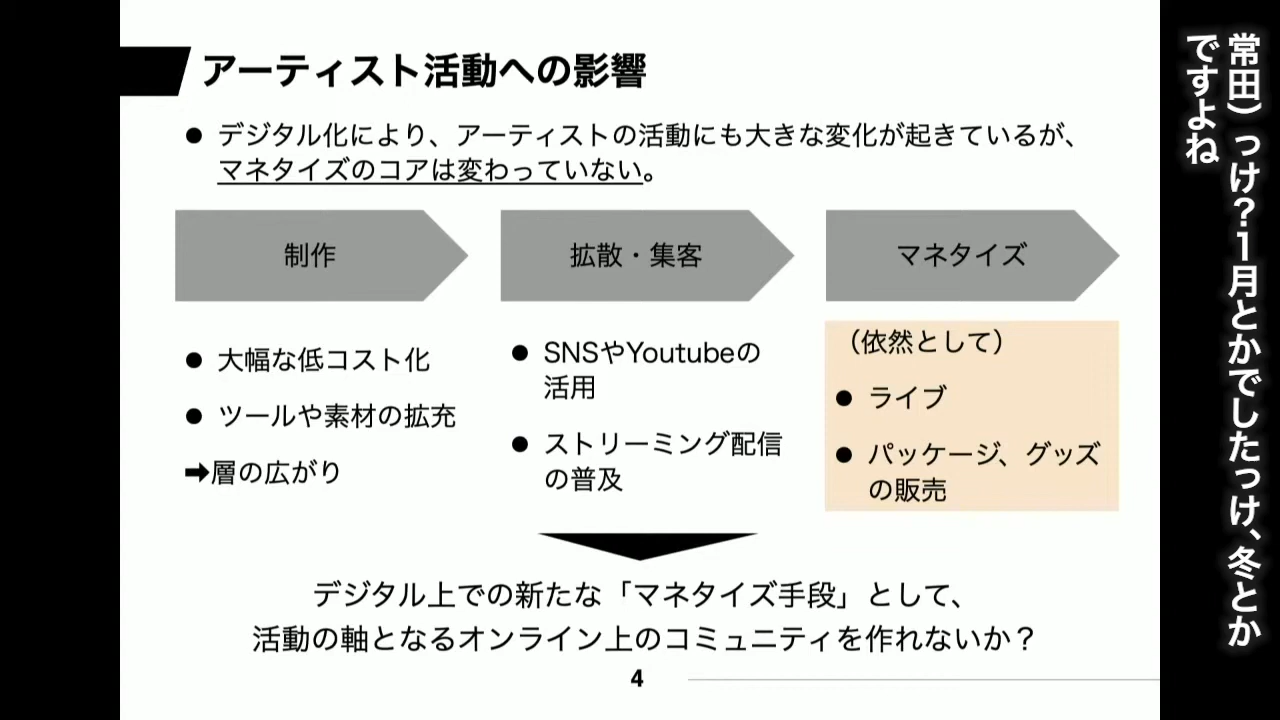 アーティスト活動への影響
● デジタル化により、アーティストの活動にも大きな変化が起きているが、
マネタイズのコアは変わっていない。
制作
● 大幅な低コスト化
● ツールや素材の拡充
➡層の広がり
拡散・集客
● SNSやYoutubeの
活用
● ストリーミング配信
の普及
マネタイズ
（依然として）
● ライブ
● パッケージ、グッズ
の販売
デジタル上での新たな「マネタイズ手段」として、
活動の軸となるオンライン上のコミュニティを作れないか？
4
常田）っけ？1月とかでしたっけ、冬とか
ですよね